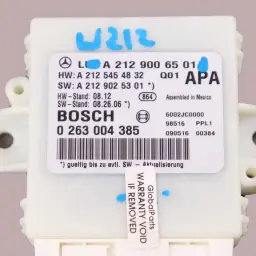 W212
A 212 900 65 01
HW: A 212 545 48 32 Q01 APA
SW: A 212 902 53 01 *)
HW-Stand: 08.12 864 Assembled in Mexico
SW-Stand: 08.26.06 *)
BOSCH 6002JC0000
0 263 004 385 98516 PPL1
090516 00384
*) gueltig bis zu evtl. SW-Aktualisierung
GlobalParts
WARRANTY VOID
IF REMOVED